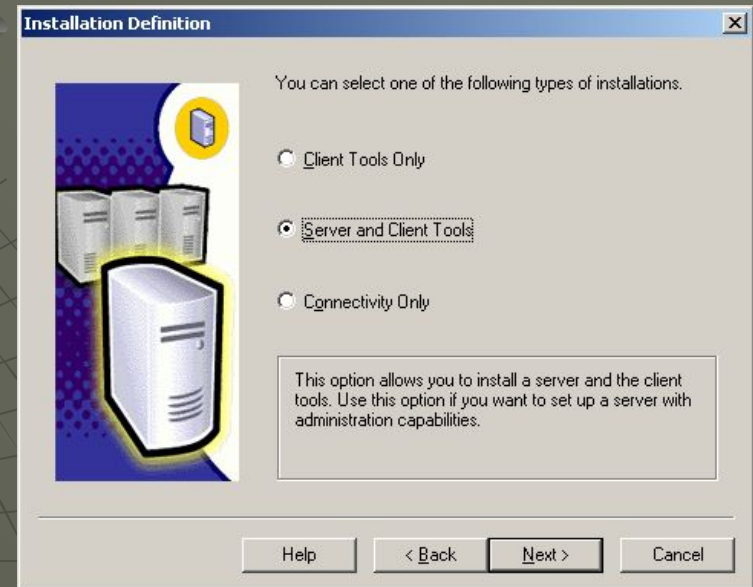 Installation Definition
You can select one of the following types of installations.
Client Tools Only
Server and Client Tools
Connectivity Only
This option allows you to install a server and the client
tools. Use this option if you want to set up a server with
administration capabilities.
Help
< Back
Next >
Cancel